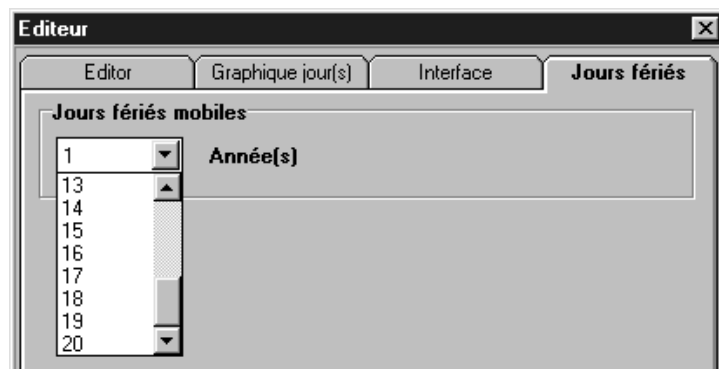 Editeur
Editor Graphique jour(s) Interface Jours fériés
Jours fériés mobiles
1 Année(s)
13
14
15
16
17
18
19
20